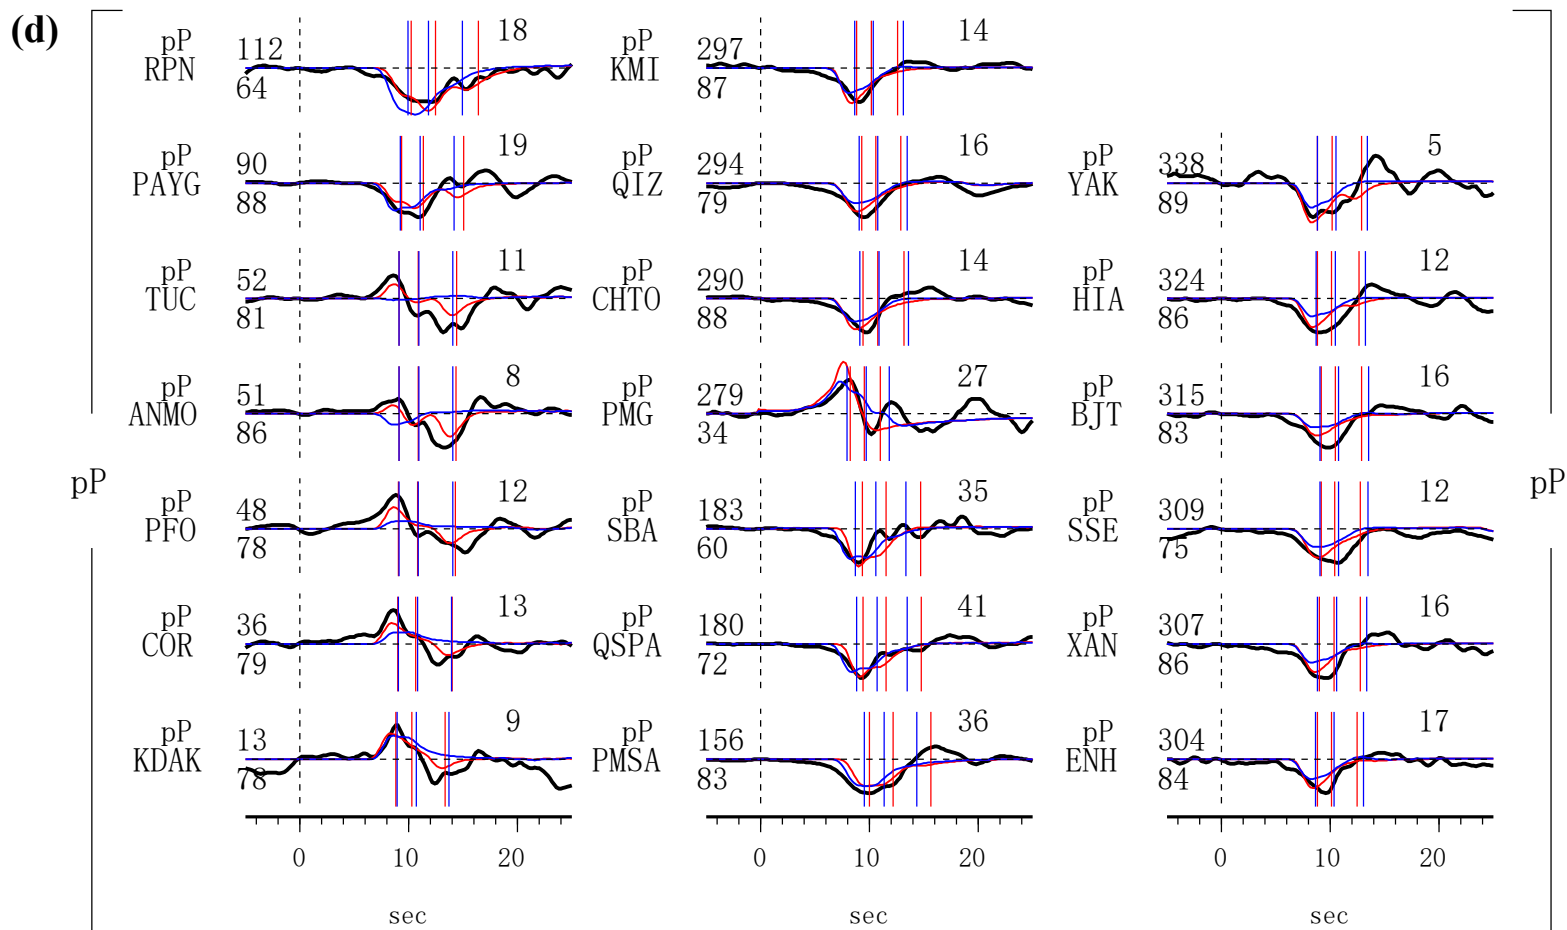 (d)
pP
pP
pP
RPN
112
64
18
pP
PAYG
90
88
19
pP
TUC
52
81
11
pP
ANMO
51
86
8
pP
PFO
48
78
12
pP
COR
36
79
13
pP
KDAK
13
78
9
0 10 20
sec
pP
KMI
297
87
14
pP
QIZ
294
79
16
pP
CHTO
290
88
14
pP
PMG
279
34
27
pP
SBA
183
60
35
pP
QSPA
180
72
41
pP
PMSA
156
83
36
0 10 20
sec
pP
YAK
338
89
5
pP
HIA
324
86
12
pP
BJT
315
83
16
pP
SSE
309
75
12
pP
XAN
307
86
16
pP
ENH
304
84
17
0 10 20
sec